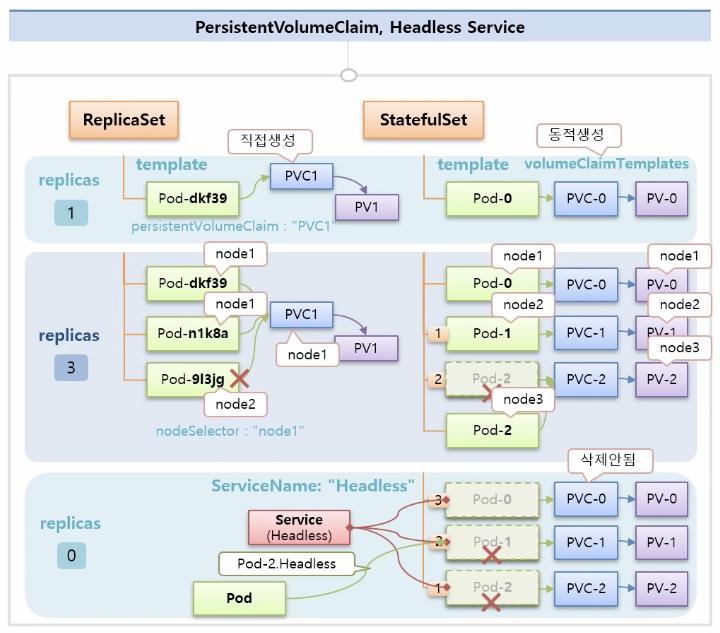 PersistentVolumeClaim, Headless Service
ReplicaSet
StatefulSet
직접생성
동적생성
template
template
volumeClaimTemplates
replicas
1
Pod-dkf39
PVC1
PV1
persistentVolumeClaim : "PVC1"
Pod-0
PVC-0
PV-0
node1
node1
node1
Pod-dkf39
Pod-0
PVC-0
PV-0
node1
node2
node2
replicas
3
Pod-n1k8a
PVC1
node1
PV1
1
Pod-1
PVC-1
PV-1
node3
Pod-9l3jg
node2
2
Pod-2
PVC-2
PV-2
node3
nodeSelector : "node1"
Pod-2
삭제안됨
ServiceName: "Headless"
replicas
0
3
Pod-0
PVC-0
PV-0
Service
(Headless)
2
Pod-1
PVC-1
PV-1
Pod-2.Headless
Pod
1
Pod-2
PVC-2
PV-2